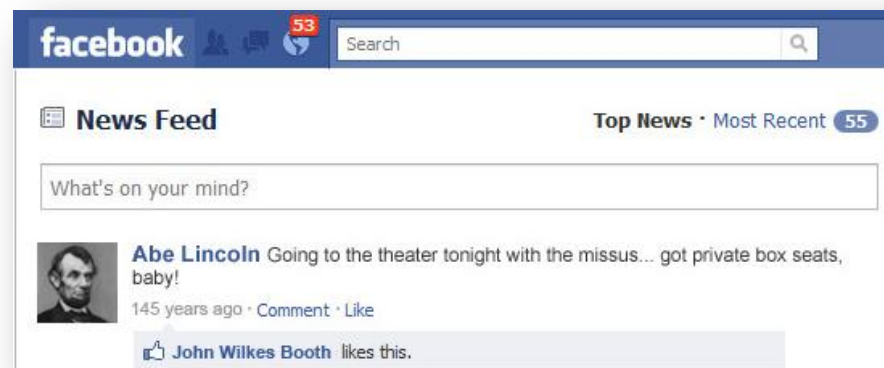 facebook 53 Search
News Feed Top News · Most Recent 55
What's on your mind?
Abe Lincoln Going to the theater tonight with the missus... got private box seats,
baby!
145 years ago · Comment · Like
John Wilkes Booth likes this.